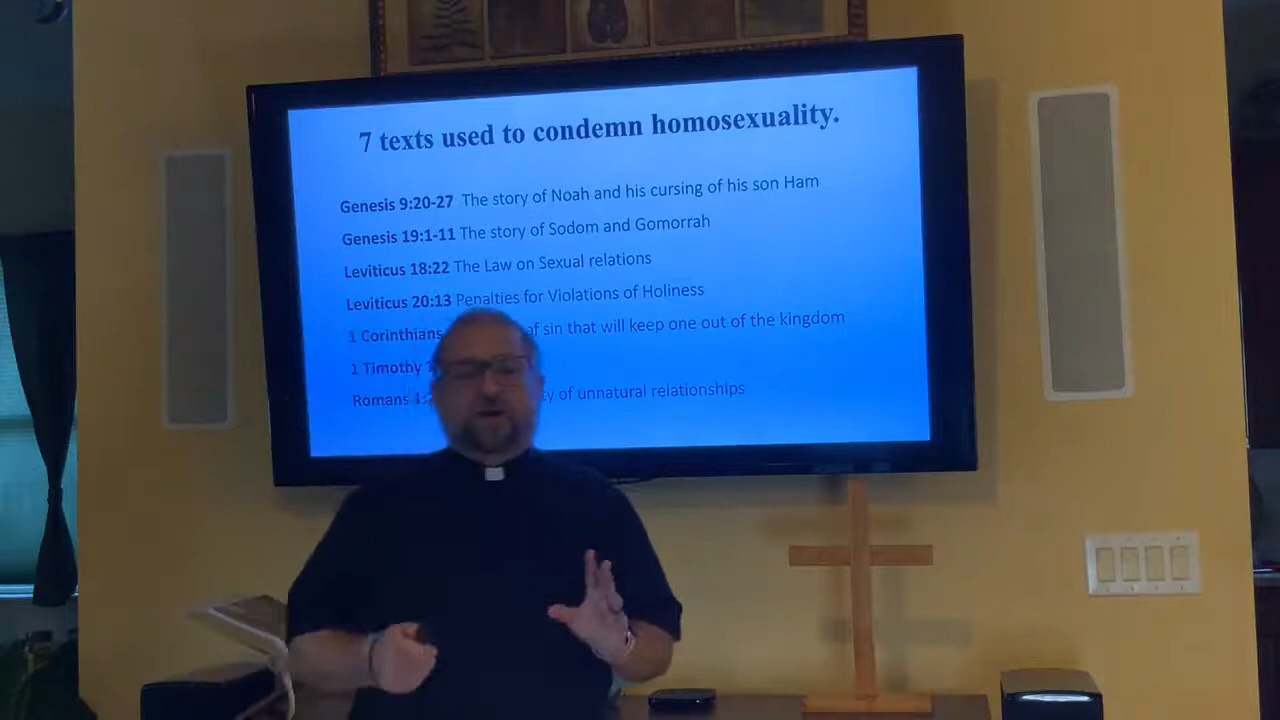 7 texts used to condemn homosexuality.
Genesis 9:20-27 The story of Noah and his cursing of his son Ham
Genesis 19:1-11 The story of Sodom and Gomorrah
Leviticus 18:22 The Law on Sexual relations
Leviticus 20:13 Penalties for Violations of Holiness
1 Corinthians of sin that will keep one out of the kingdom
1 Timothy
Romans of unnatural relationships